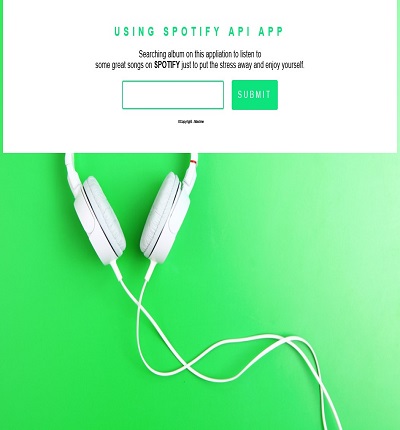 USING SPOTIFY API APP
Searching album on this appliation to listen to
some great songs on SPOTIFY just to put the stress away and enjoy yourself.
SUBMIT
©Copyright